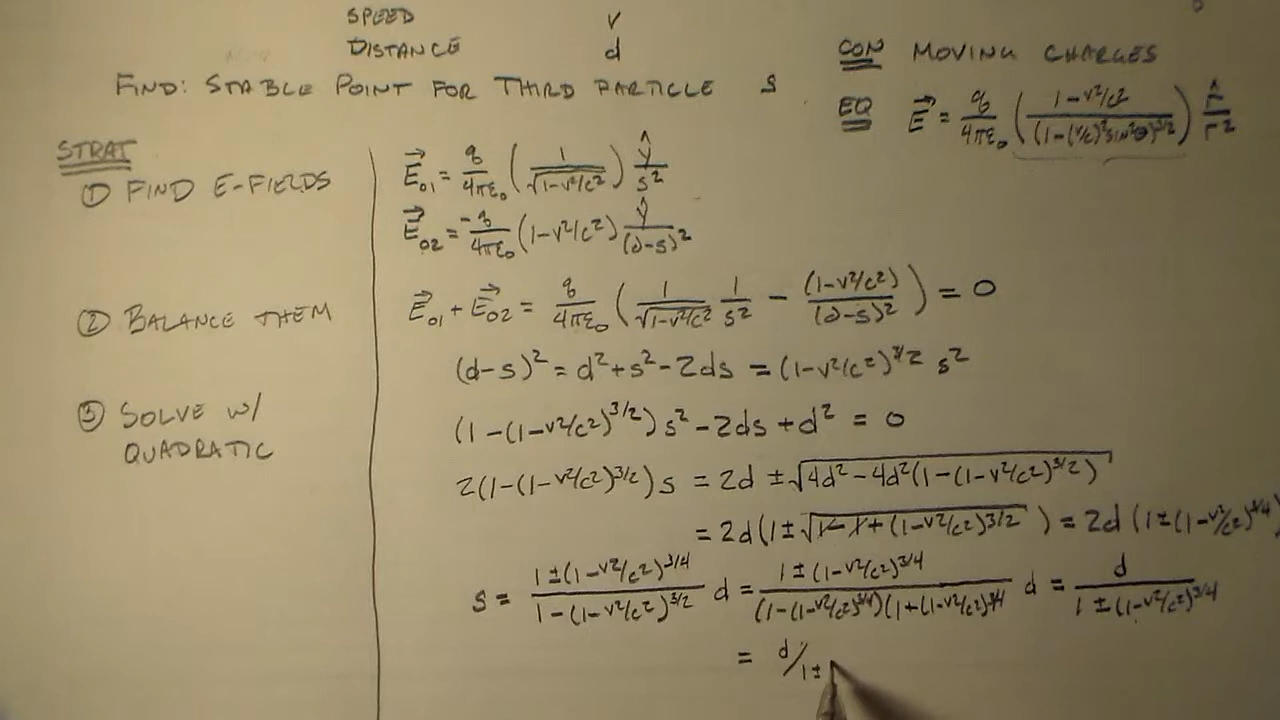 SPEED v
DISTANCE d
FIND: STABLE POINT FOR THIRD PARTICLE s
CON MOVING CHARGES
EQ E⃗ = q/4πε₀ ( (1-v²/c²) / (1-(v/c)² sin²θ)^3/2 ) r̂/r²
STRAT
① FIND E-FIELDS
E⃗₀₁ = q/4πε₀ ( 1/√(1-v²/c²) ) ŷ/s²
E⃗₀₂ = -q/4πε₀ (1-v²/c²) ŷ/(d-s)²
② BALANCE THEM
E⃗₀₁ + E⃗₀₂ = q/4πε₀ ( 1/√(1-v²/c²) 1/s² - (1-v²/c²)/(d-s)² ) = 0
(d-s)² = d²+s²-2ds = (1-v²/c²)^3/2 s²
③ SOLVE W/
QUADRATIC
(1-(1-v²/c²)^3/2) s² - 2ds + d² = 0
2(1-(1-v²/c²)^3/2) s = 2d ± √(4d²-4d²(1-(1-v²/c²)^3/2))
= 2d(1±√(1-1+(1-v²/c²)^3/2)) = 2d(1±(1-v²/c²)^3/4)
s = (1±(1-v²/c²)^3/4)/(1-(1-v²/c²)^3/2) d = (1±(1-v²/c²)^3/4)/((1-(1-v²/c²)^3/4)(1+(1-v²/c²)^3/4) d = d/(1±(1-v²/c²)^3/4)
= d/1±